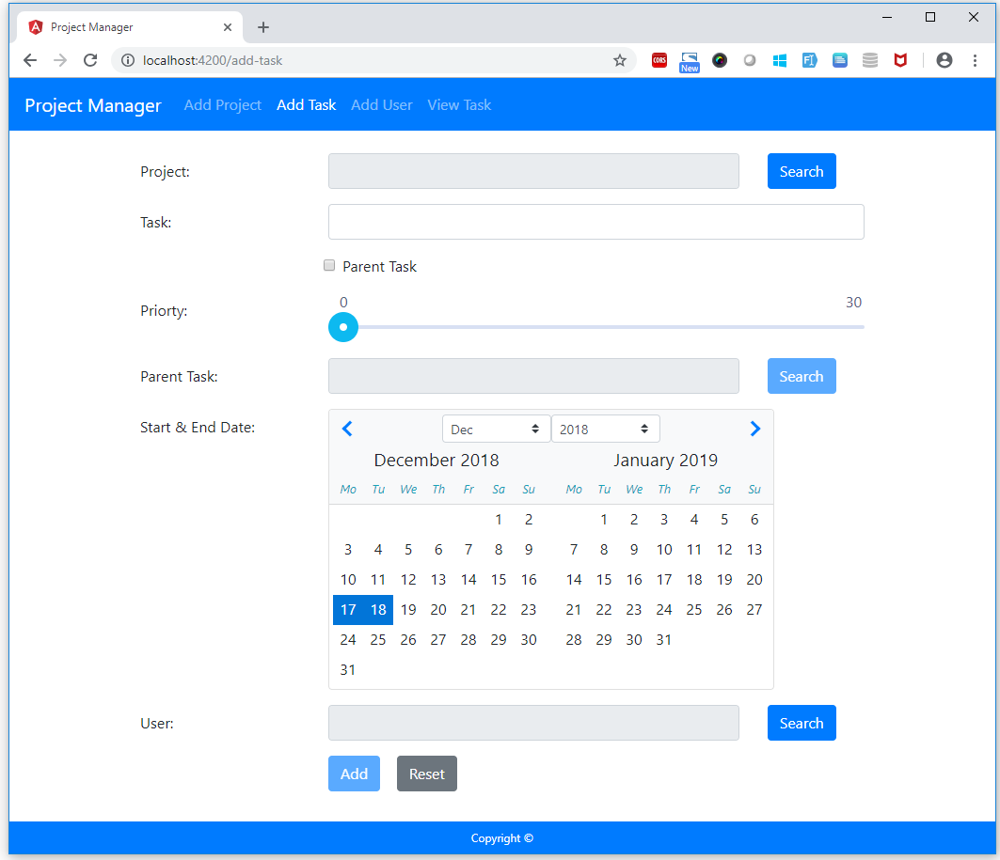 Project Manager
localhost:4200/add-task
CORS
New
Project Manager Add Project Add Task Add User View Task
Project: Search
Task:
Parent Task
0 30
Priorty:
Parent Task: Search
Start & End Date:
Dec 2018
December 2018 January 2019
Mo Tu We Th Fr Sa Su Mo Tu We Th Fr Sa Su
1 2 1 2 3 4 5 6
3 4 5 6 7 8 9 7 8 9 10 11 12 13
10 11 12 13 14 15 16 14 15 16 17 18 19 20
17 18 19 20 21 22 23 21 22 23 24 25 26 27
24 25 26 27 28 29 30 28 29 30 31
31
User: Search
Add Reset
Copyright ©